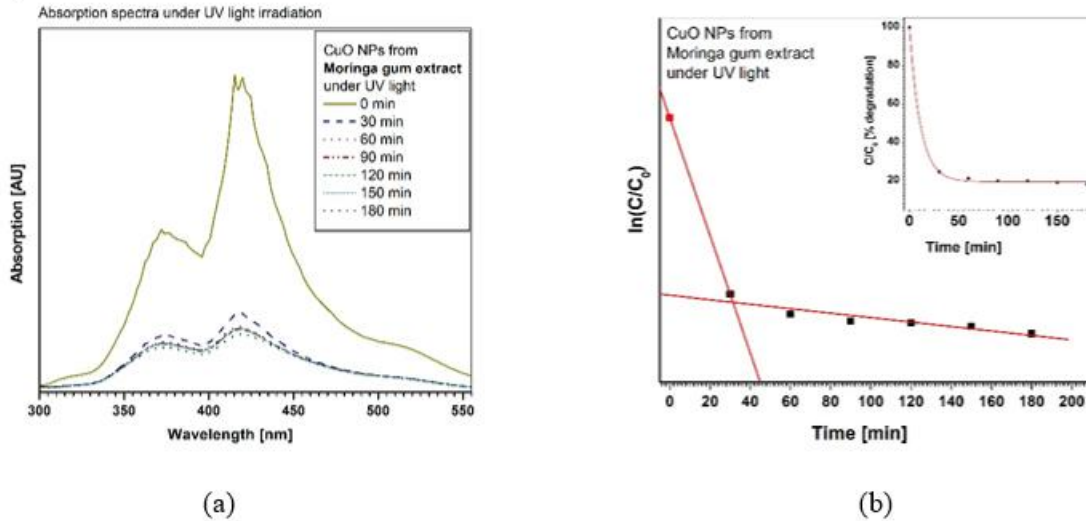 Absorption spectra under UV light irradiation
CuO NPs from
Moringa gum extract
under UV light
0 min
30 min
60 min
90 min
120 min
150 min
180 min
Absorption [AU]
300 350 400 450 500 550
Wavelength [nm]
(a)
CuO NPs from
Moringa gum extract
under UV light
ln(C/C₀)
0 20 40 60 80 100 120 140 160 180 200
Time [min]
C/C₀ [% degradation]
100
80
60
40
20
0 50 100 150
Time [min]
(b)